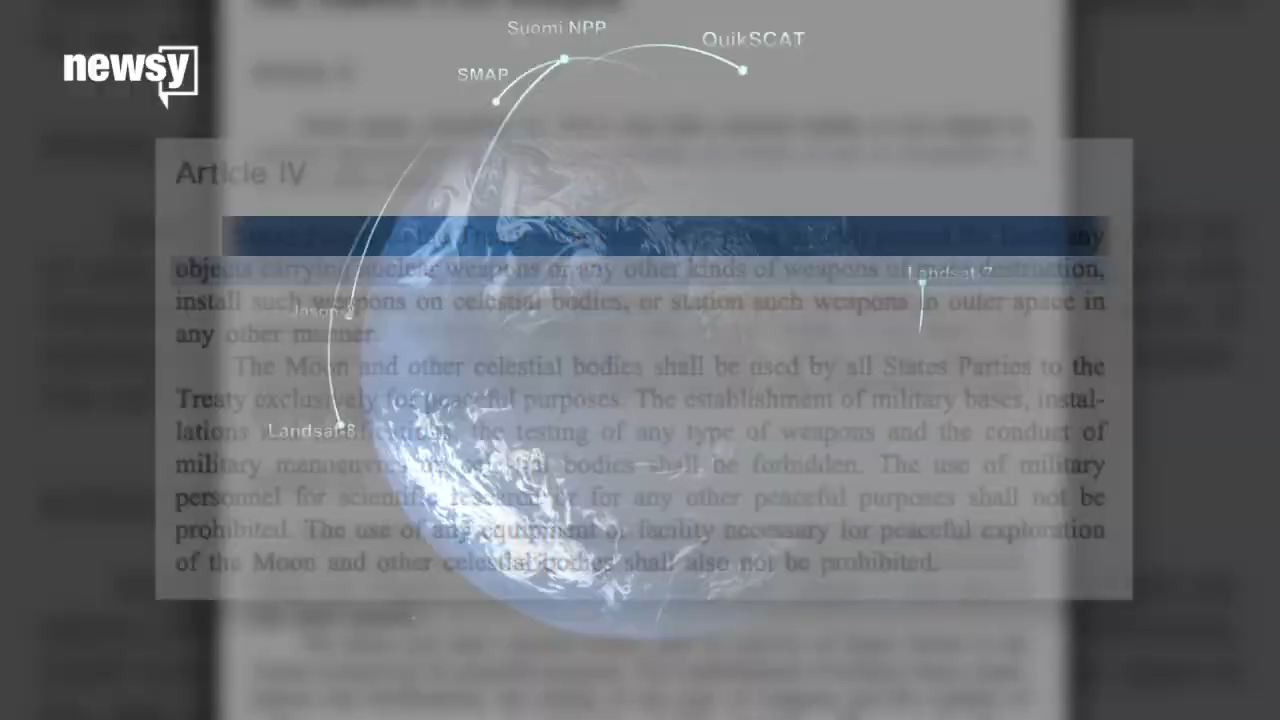 Suomi NPP
QuikSCAT
newsy
SMAP
Article IV
any
objects carrying nuclear weapons or any other kinds of weapons of mass destruction,
Landsat 7
install such weapons on celestial bodies, or station such weapons in outer space in
Jason
any other manner.
The Moon and other celestial bodies shall be used by all States Parties to the
Treaty exclusively for peaceful purposes. The establishment of military bases, instal-
lations the testing of any type of weapons and the conduct of
Landsat 8
military manoeuvres on celestial bodies shall be forbidden. The use of military
personnel for scientific research or for any other peaceful purposes shall not be
prohibited. The use of any equipment or facility necessary for peaceful exploration
of the Moon and other celestial bodies shall also not be prohibited.